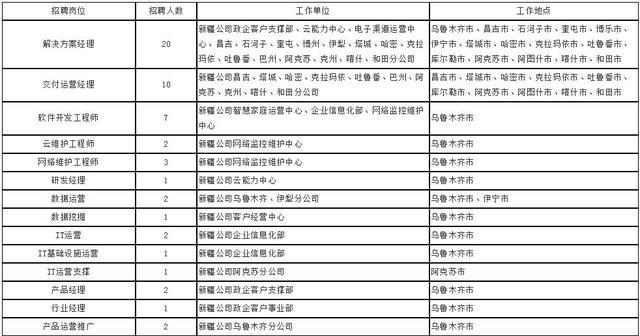 招聘岗位 招聘人数 工作单位 工作地点
解决方案经理 20 新疆公司政企客户支撑部、云能力中心、电子渠道运营中
心、昌吉、石河子、奎屯、博州、伊犁、塔城、哈密、克拉
玛依、吐鲁番、巴州、阿克苏、克州、喀什、和田分公司
乌鲁木齐市、昌吉市、石河子市、奎屯市、博乐市、
伊宁市、塔城市、哈密市、克拉玛依市、吐鲁番市、
库尔勒市、阿克苏市、阿图什市、喀什市、和田市
交付运营经理 10 新疆公司昌吉、塔城、哈密、克拉玛依、吐鲁番、巴州、阿
克苏、克州、喀什、和田分公司
昌吉市、塔城市、哈密市、克拉玛依市、吐鲁番市、
库尔勒市、阿克苏市、阿图什市、喀什市、和田市
软件开发工程师 7 新疆公司智慧家庭运营中心、企业信息化部、网络监控维护
中心
乌鲁木齐市
云维护工程师 2 新疆公司网络监控维护中心 乌鲁木齐市
网络维护工程师 3 新疆公司网络监控维护中心 乌鲁木齐市
研发经理 1 新疆公司云能力中心 乌鲁木齐市
数据运营 2 新疆公司乌鲁木齐、伊犁分公司 乌鲁木齐市、伊宁市
数据挖掘 1 新疆公司客户经营中心 乌鲁木齐市
IT运营 2 新疆公司企业信息化部 乌鲁木齐市
IT基础设施运营 1 新疆公司企业信息化部 乌鲁木齐市
IT运营支撑 1 新疆公司阿克苏分公司 阿克苏市
产品经理 2 新疆公司政企客户支撑部 乌鲁木齐市
行业经理 1 新疆公司政企客户事业部 乌鲁木齐市
产品运营推广 2 新疆公司乌鲁木齐分公司 乌鲁木齐市